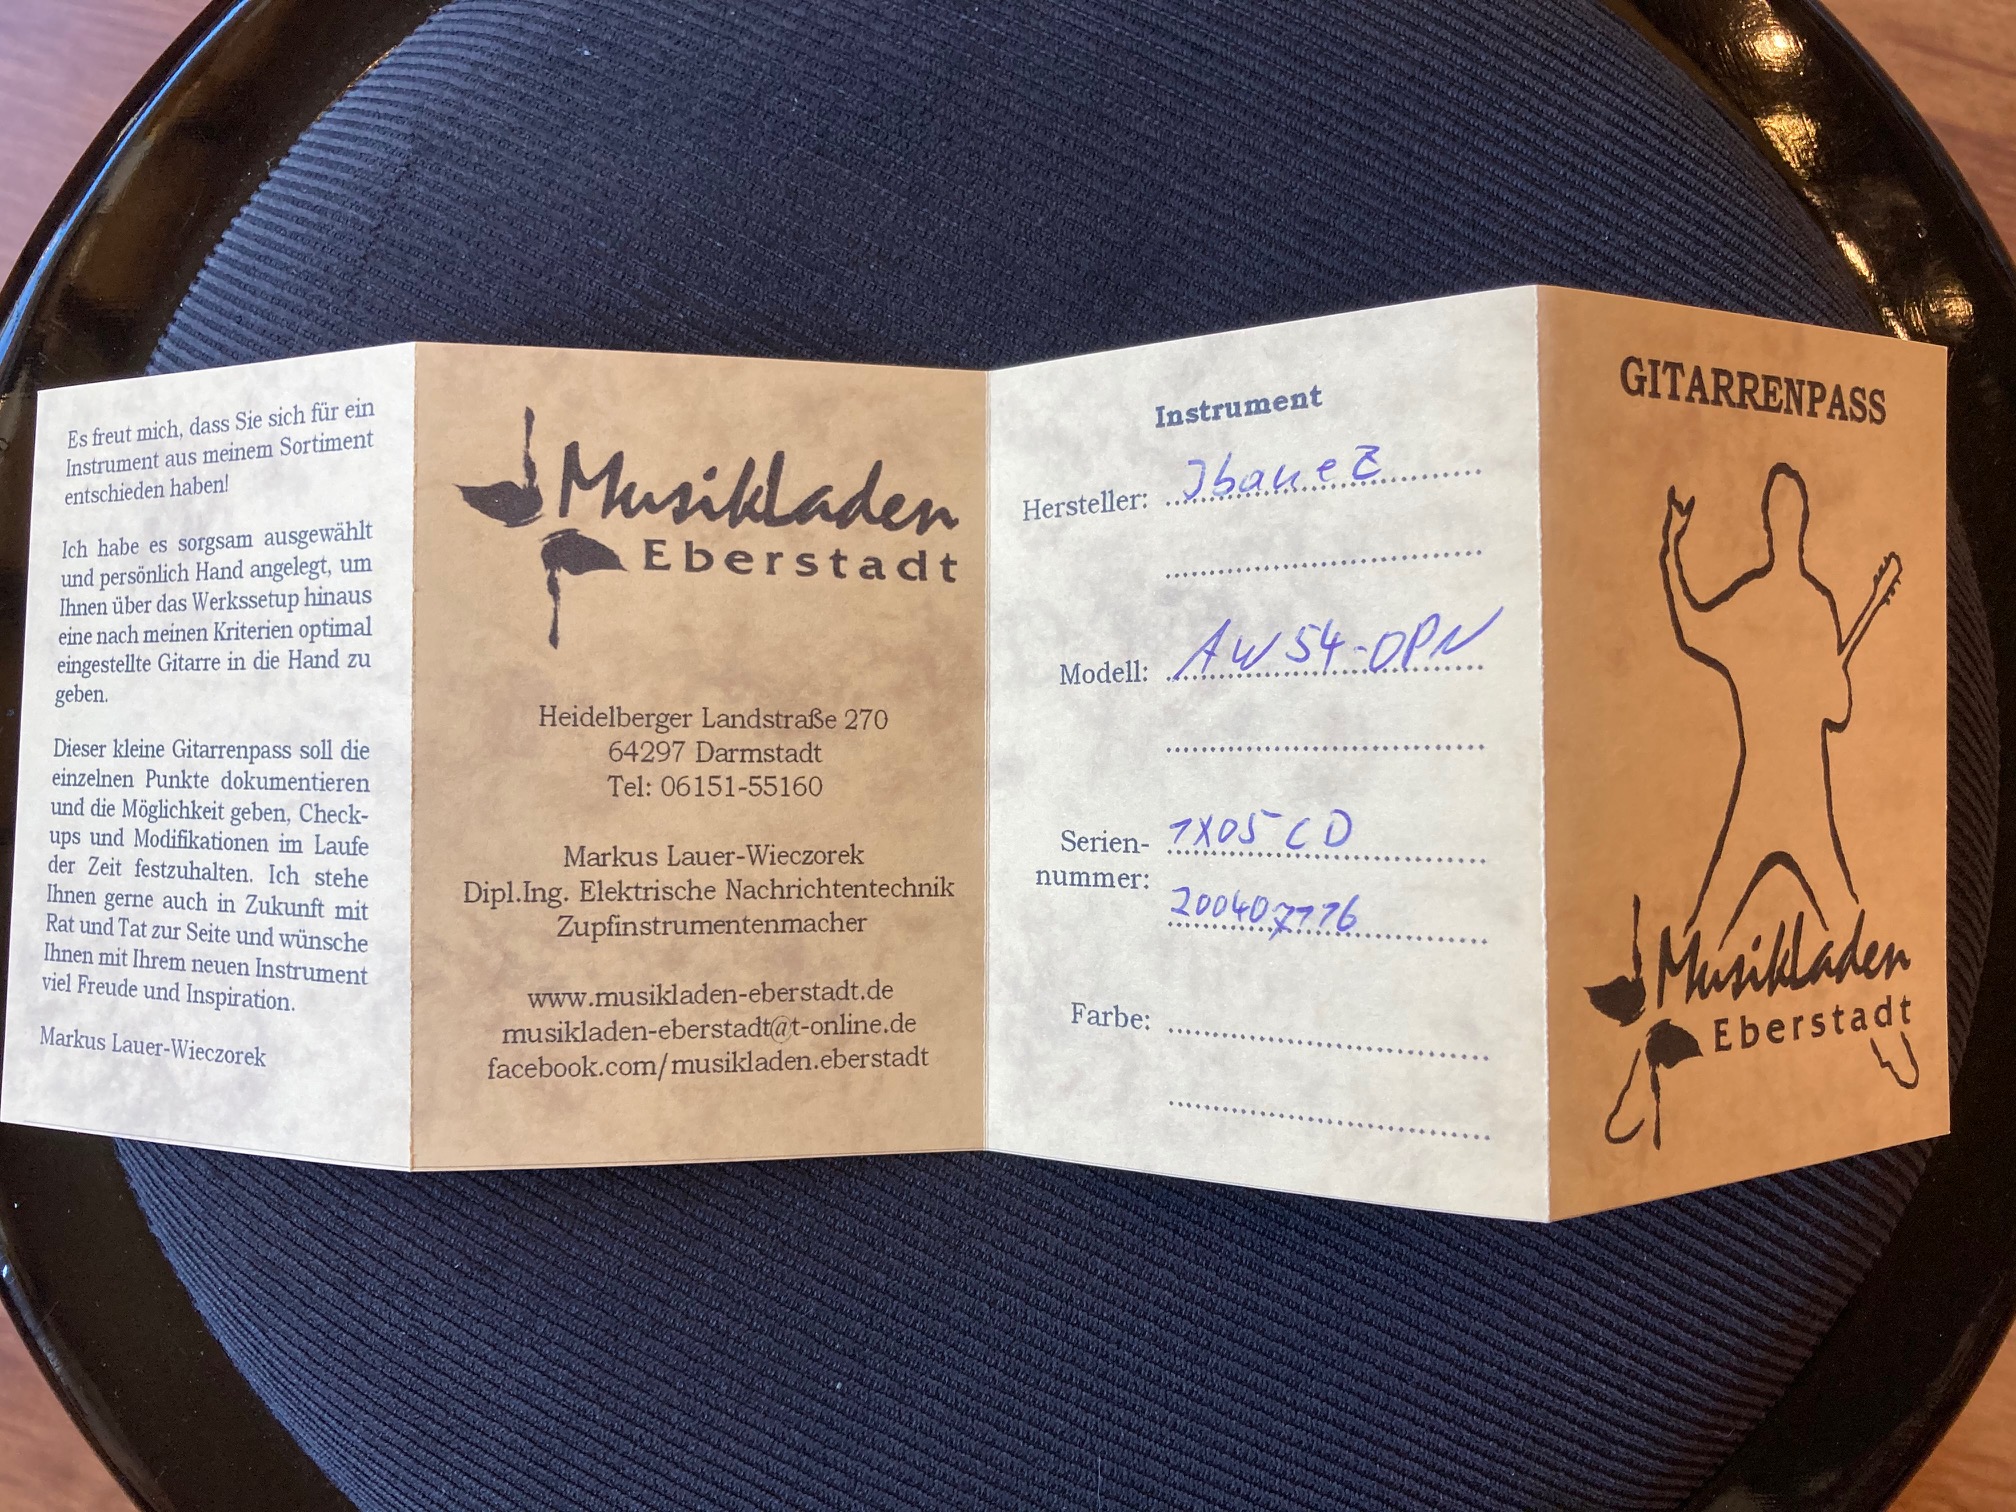 Es freut mich, dass Sie sich für ein
Instrument aus meinem Sortiment
entschieden haben!
Ich habe es sorgsam ausgewählt
und persönlich Hand angelegt, um
Ihnen über das Werkssetup hinaus
eine nach meinen Kriterien optimal
eingestellte Gitarre in die Hand zu
geben.
Dieser kleine Gitarrenpass soll die
einzelnen Punkte dokumentieren
und die Möglichkeit geben, Check-
ups und Modifikationen im Laufe
der Zeit festzuhalten. Ich stehe
Ihnen gerne auch in Zukunft mit
Rat und Tat zur Seite und wünsche
Ihnen mit Ihrem neuen Instrument
viel Freude und Inspiration.
Markus Lauer-Wieczorek
Musikladen
Eberstadt
Heidelberger Landstraße 270
64297 Darmstadt
Tel: 06151-55160
Markus Lauer-Wieczorek
Dipl.Ing. Elektrische Nachrichtentechnik
Zupfinstrumentenmacher
www.musikladen-eberstadt.de
musikladen-eberstadt@t-online.de
facebook.com/musikladen.eberstadt
Instrument
Hersteller: Ibanez
Modell: AW54-OPN
Serien- 1X05 CD
nummer: 200407116
Farbe:
GITARRENPASS
Musikladen
Eberstadt